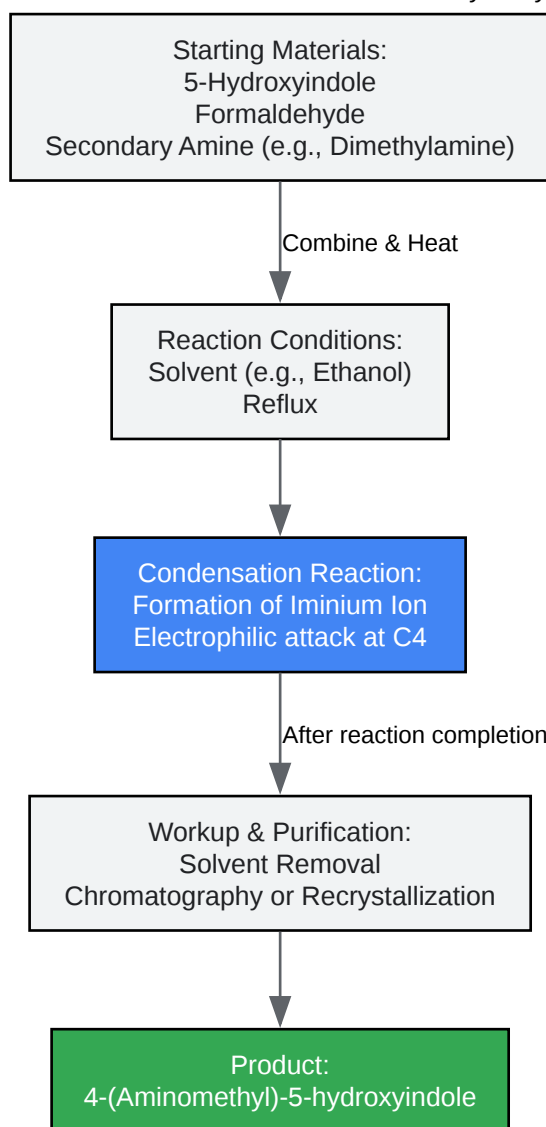 Starting Materials:
5-Hydroxyindole
Formaldehyde
Secondary Amine (e.g., Dimethylamine)
Combine & Heat
Reaction Conditions:
Solvent (e.g., Ethanol)
Reflux
Condensation Reaction:
Formation of Iminium Ion
Electrophilic attack at C4
After reaction completion
Workup & Purification:
Solvent Removal
Chromatography or Recrystallization
Product:
4-(Aminomethyl)-5-hydroxyindole